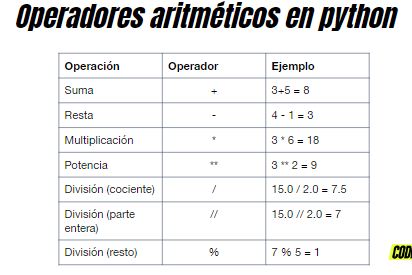 Operadores aritméticos en python
Operación Operador Ejemplo
Suma + 3+5 = 8
Resta - 4 - 1 = 3
Multiplicación * 3 * 6 = 18
Potencia ** 3 ** 2 = 9
División (cociente) / 15.0 / 2.0 = 7.5
División (parte entera) // 15.0 // 2.0 = 7
División (resto) % 7 % 5 = 1